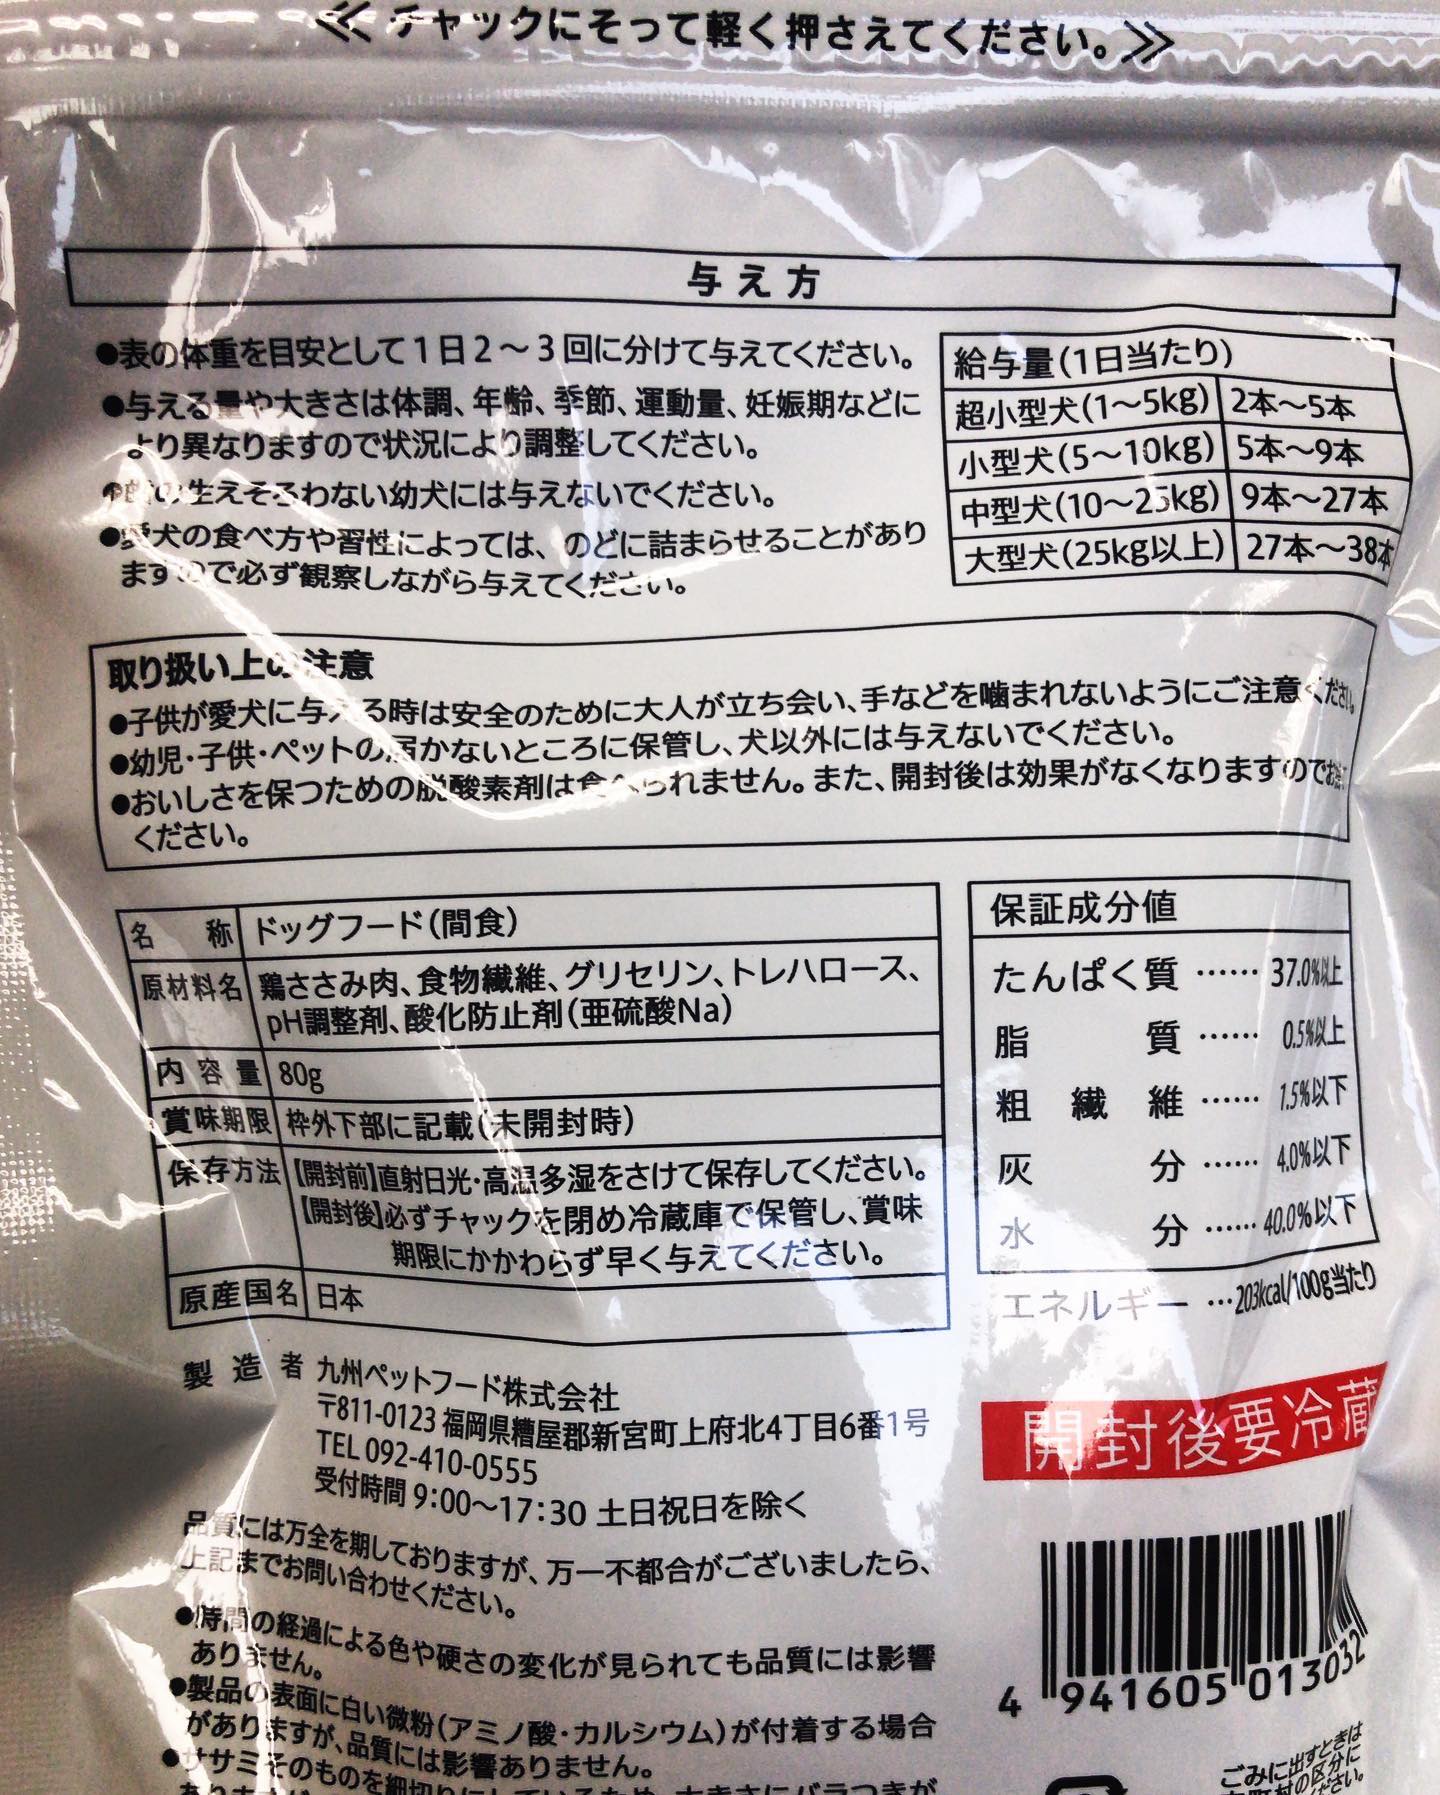 ≪ チャックにそって軽く押さえてください。≫
与え方
●表の体重を目安として1日2～3回に分けて与えてください。
●与える量や大きさは体調、年齢、季節、運動量、妊娠期などに
より異なりますので状況により調整してください。
生えそろわない幼犬には与えないでください。
●愛犬の食べ方や習性によっては、のどに詰まらせることがあり
ますので必ず観察しながら与えてください。
給与量(1日当たり)
超小型犬(1～5kg) 2本～5本
小型犬(5～10kg) 5本～9本
中型犬(10～25kg) 9本～27本
大型犬(25kg以上) 27本～38本
取り扱い上の注意
●子供が愛犬に与える時は安全のために大人が立ち会い、手などを噛まれないようにご注意ください。
●幼児・子供・ペットの届かないところに保管し、犬以外には与えないでください。
●おいしさを保つための脱酸素剤は食べられません。また、開封後は効果がなくなりますので
ください。
名称 ドッグフード(間食)
原材料名 鶏ささみ肉、食物繊維、グリセリン、トレハロース、
pH調整剤、酸化防止剤(亜硫酸Na)
内容量 80g
賞味期限 枠外下部に記載(未開封時)
保存方法 【開封前】直射日光・高温多湿をさけて保存してください。
【開封後】必ずチャックを閉め冷蔵庫で保管し、賞味
期限にかかわらず早く与えてください。
原産国名 日本
保証成分値
たんぱく質 …… 37.0%以上
脂質 …… 0.5%以上
粗繊維 …… 1.5%以下
灰分 …… 4.0%以下
水分 …… 40.0%以下
エネルギー …203kcal/100g当たり
製造者 九州ペットフード株式会社
〒811-0123 福岡県糟屋郡新宮町上府北4丁目6番1号
TEL 092-410-0555
受付時間 9:00～17:30 土日祝日を除く
開封後要冷蔵
品質には万全を期しておりますが、万一不都合がございましたら、
上記までお問い合わせください。
●時間の経過による色や硬さの変化が見られても品質には影響
ありません。
●製品の表面に白い微粉(アミノ酸・カルシウム)が付着する場合
がありますが、品質には影響ありません。
●ササミそのものを細切りにしているため、大きさにバラつきが
4 941605 013032
ごみに出すときは